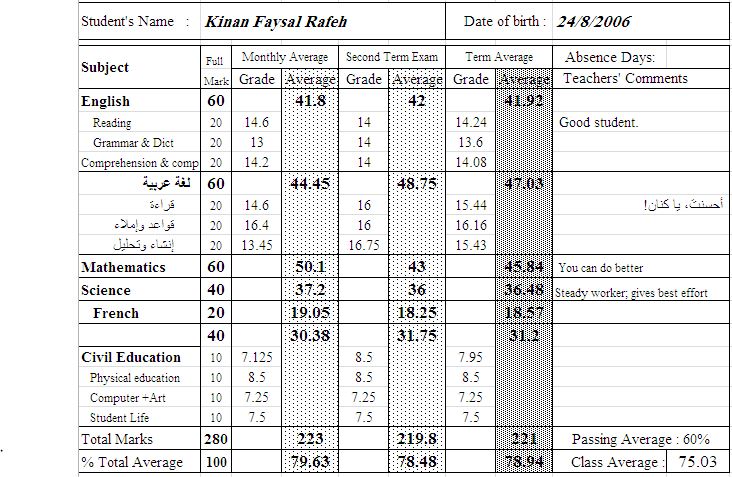 Student's Name : Kinan Faysal Rafeh Date of birth : 24/8/2006
Subject Full Mark Monthly Average Second Term Exam Term Average Absence Days:
Grade Average Grade Average Grade Average Teachers' Comments
English 60 41.8 42 41.92
Reading 20 14.6 14 14.24 Good student.
Grammar & Dict 20 13 14 13.6
Comprehension & comp 20 14.2 14 14.08
لغة عربية 60 44.45 48.75 47.03
قراءة 20 14.6 16 15.44 أحسنتَ، يا كنان!
قواعد وإملاء 20 16.4 16 16.16
إنشاء وتحليل 20 13.45 16.75 15.43
Mathematics 60 50.1 43 45.84 You can do better
Science 40 37.2 36 36.48 Steady worker; gives best effort
French 20 19.05 18.25 18.57
40 30.38 31.75 31.2
Civil Education 10 7.125 8.5 7.95
Physical education 10 8.5 8.5 8.5
Computer +Art 10 7.25 7.25 7.25
Student Life 10 7.5 7.5 7.5
Total Marks 280 223 219.8 221 Passing Average : 60%
% Total Average 100 79.63 78.48 78.94 Class Average : 75.03